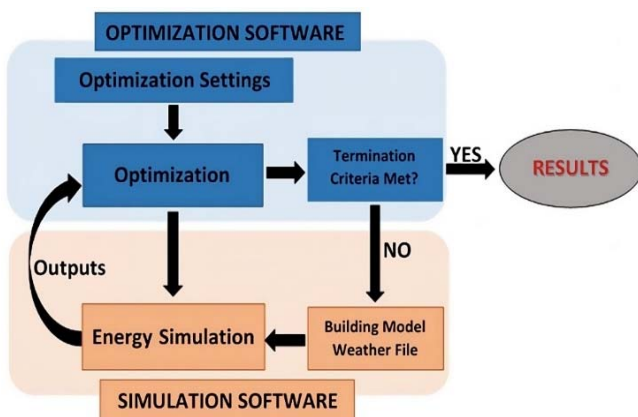 OPTIMIZATION SOFTWARE
Optimization Settings
Optimization
Termination
Criteria Met?
YES
RESULTS
NO
Outputs
Energy Simulation
Building Model
Weather File
SIMULATION SOFTWARE